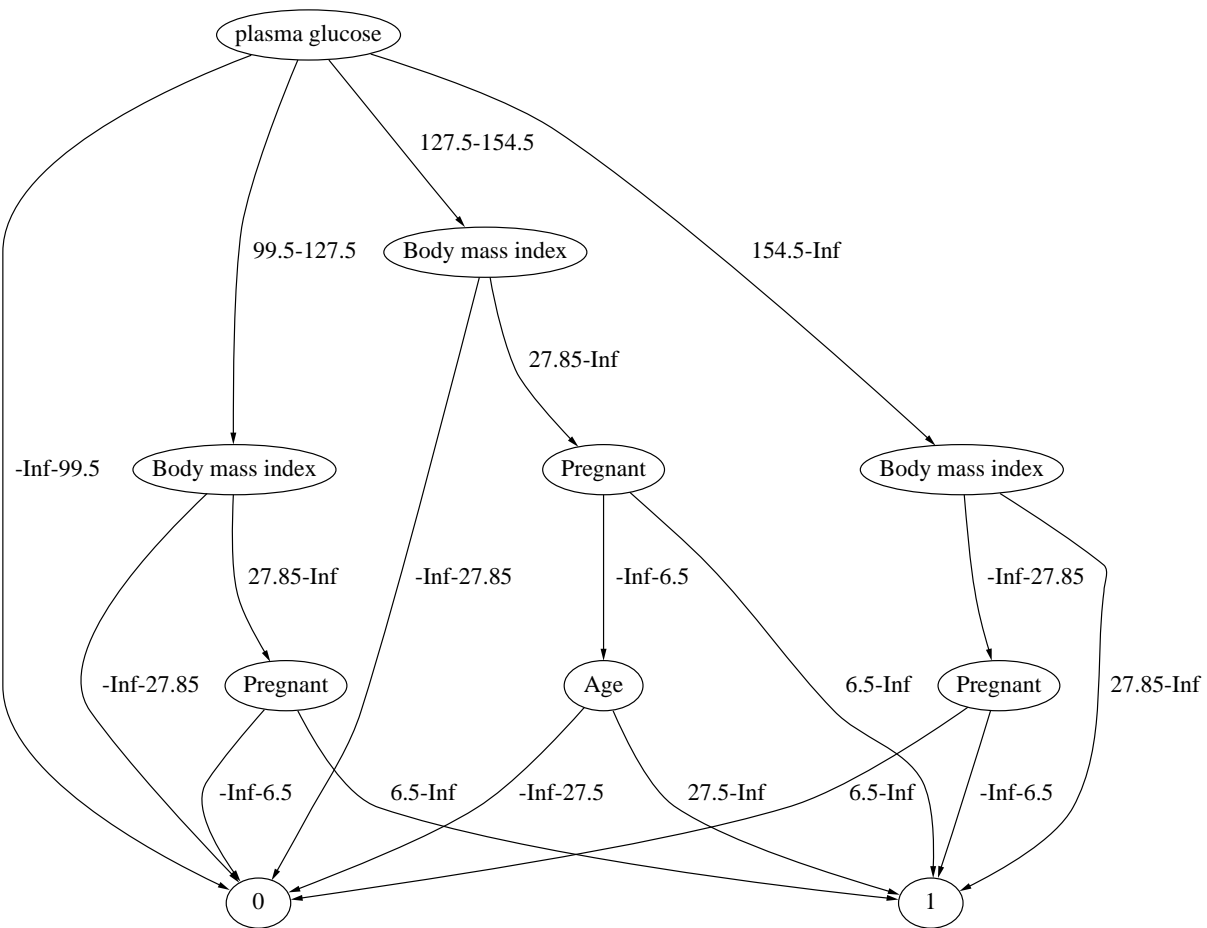 plasma glucose
127.5-154.5
99.5-127.5
Body mass index
154.5-Inf
27.85-Inf
-Inf-99.5
Body mass index
Pregnant
Body mass index
27.85-Inf
-Inf-27.85
-Inf-6.5
-Inf-27.85
-Inf-27.85
Pregnant
Age
6.5-Inf
Pregnant
27.85-Inf
-Inf-6.5
6.5-Inf
-Inf-27.5
27.5-Inf
6.5-Inf
-Inf-6.5
0
1